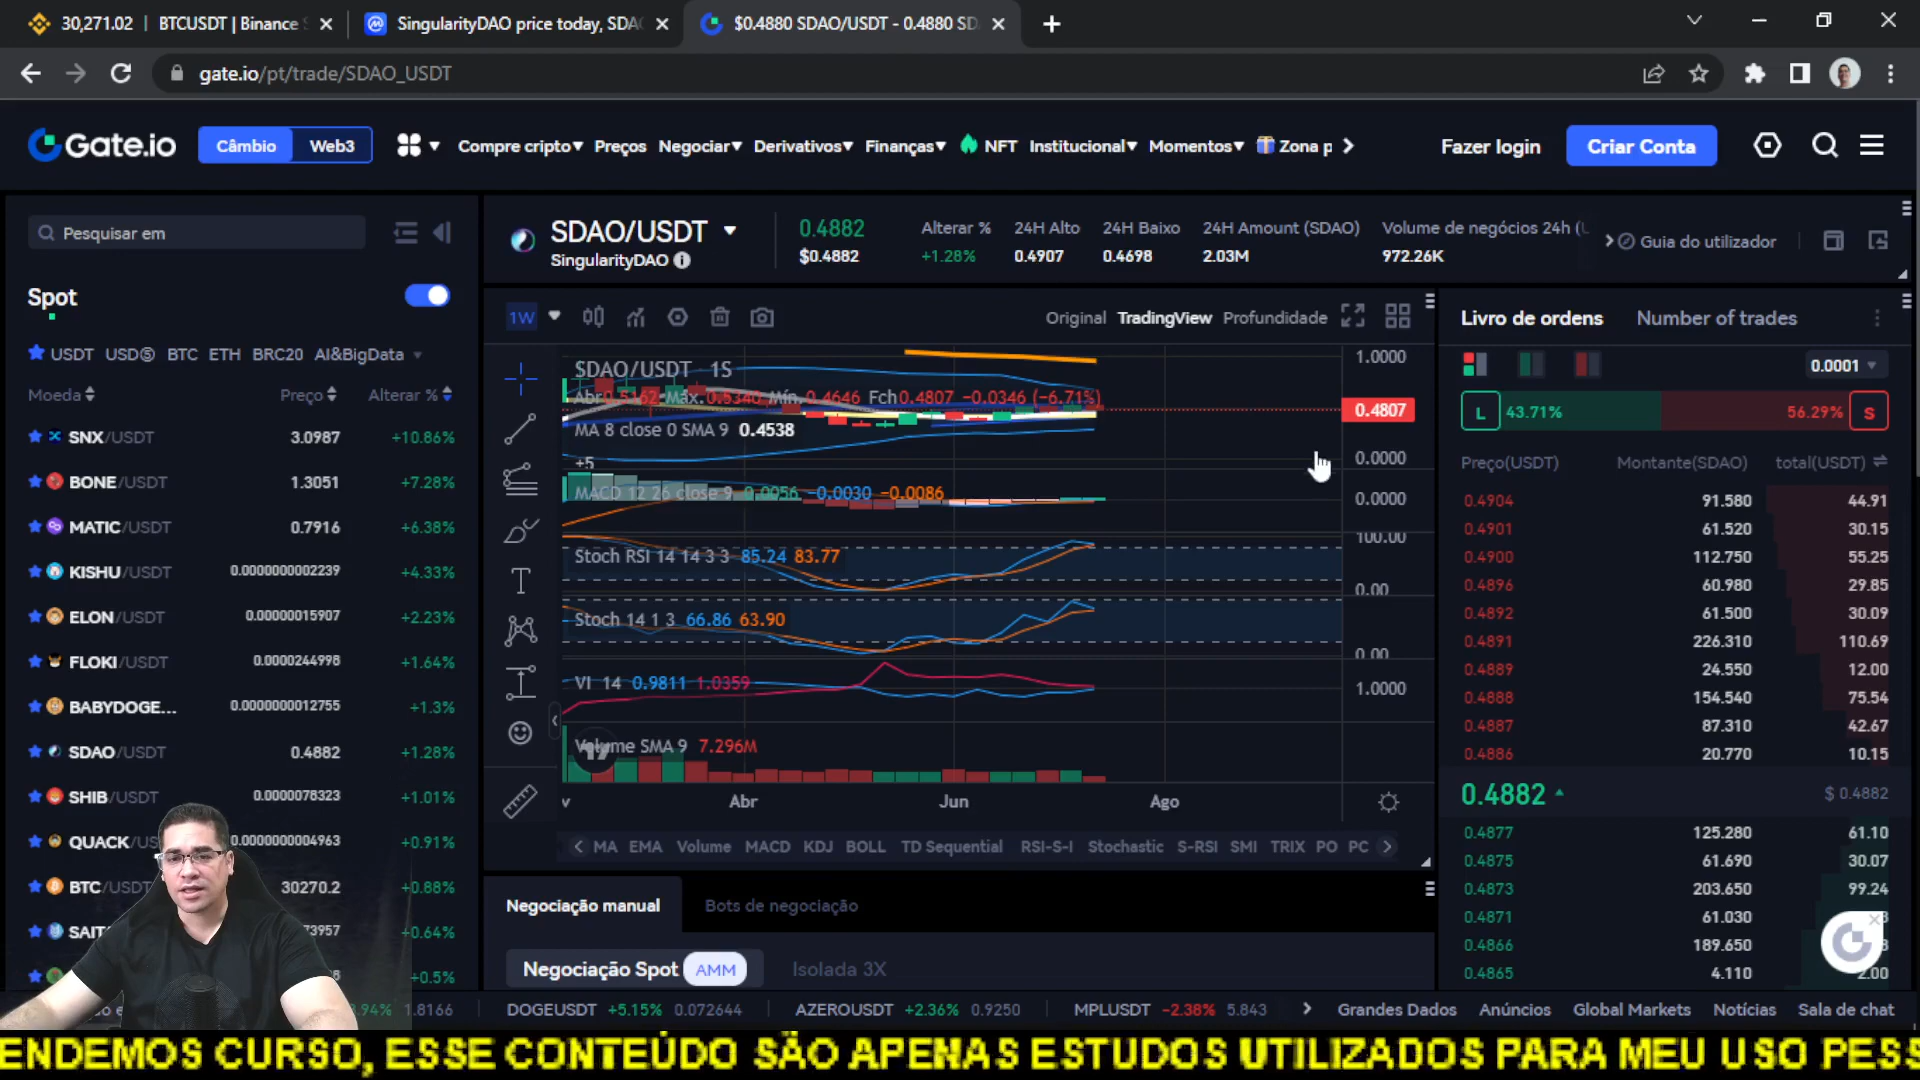 30,271.02 | BTCUSDT | Binance S
SingularityDAO price today, SDAO
$0.4880 SDAO/USDT - 0.4880 SD
gate.io/pt/trade/SDAO_USDT
Gate.io
Câmbio Web3
Compre cripto Preços Negociar Derivativos Finanças NFT Institucional Momentos Zona p
Fazer login Criar Conta
Pesquisar em
Spot
USDT USDⓈ BTC ETH BRC20 AI&BigData
Moeda Preço Alterar %
SNX/USDT 3.0987 +10.86%
BONE/USDT 1.3051 +7.28%
MATIC/USDT 0.7916 +6.38%
KISHU/USDT 0.0000000002239 +4.33%
ELON/USDT 0.00000015907 +2.23%
FLOKI/USDT 0.0000244998 +1.64%
BABYDOGE... 0.0000000012755 +1.3%
SDAO/USDT 0.4882 +1.28%
SHIB/USDT 0.0000078323 +1.01%
QUACK/US 0.0000000004963 +0.91%
BTC/USDT 30270.2 +0.88%
SAIT 73957 +0.64%
+0.5%
SDAO/USDT
SingularityDAO
0.4882
$0.4882
Alterar %
+1.28%
24H Alto
0.4907
24H Baixo
0.4698
24H Amount (SDAO)
2.03M
Volume de negócios 24h (U
972.26K
Guia do utilizador
1W
Original TradingView Profundidade
SDAO/USDT · 1S
Abr0.5162 Máx.0.5340 Mín.0.4646 Fch0.4807 −0.0346 (−6.71%)
MA 8 close 0 SMA 9 0.4538
+5
MACD 12 26 close 9 0.0056 −0.0030 −0.0086
Stoch RSI 14 14 3 3 85.24 83.77
Stoch 14 1 3 66.86 63.90
VI 14 0.9811 1.0359
Volume SMA 9 7.296M
1.0000
0.4807
0.0000
0.0000
100.00
0.00
0.00
1.0000
v Abr Jun Ago
MA EMA Volume MACD KDJ BOLL TD Sequential RSI-S-I Stochastic S-RSI SMI TRIX PO PC
Negociação manual Bots de negociação
Negociação Spot AMM Isolada 3X
Livro de ordens Number of trades
0.0001
L 43.71% 56.29% S
Preço(USDT) Montante(SDAO) total(USDT)
0.4904 91.580 44.91
0.4901 61.520 30.15
0.4900 112.750 55.25
0.4896 60.980 29.85
0.4892 61.500 30.09
0.4891 226.310 110.69
0.4889 24.550 12.00
0.4888 154.540 75.54
0.4887 87.310 42.67
0.4886 20.770 10.15
0.4882 $ 0.4882
0.4877 125.280 61.10
0.4875 61.690 30.07
0.4873 203.650 99.24
0.4871 61.030
0.4866 189.650
0.4865 4.110 2.00
.94% 1.8166 DOGEUSDT +5.15% 0.072644 AZEROUSDT +2.36% 0.9250 MPLUSDT -2.38% 5.843
Grandes Dados Anúncios Global Markets Notícias Sala de chat
ENDEMOS CURSO, ESSE CONTEÚDO SÃO APENAS ESTUDOS UTILIZADOS PARA MEU USO PESS